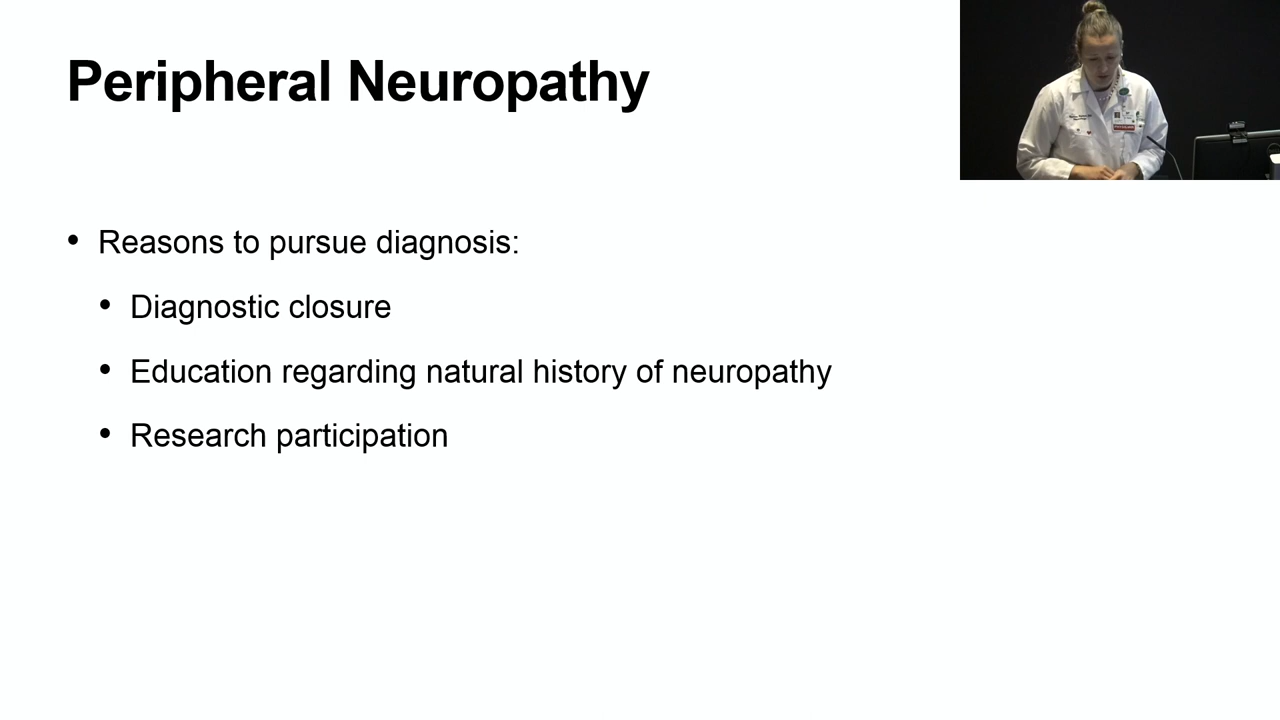 Peripheral Neuropathy
• Reasons to pursue diagnosis:
• Diagnostic closure
• Education regarding natural history of neuropathy
• Research participation